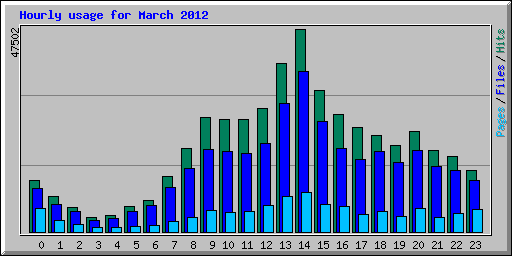 Hourly usage for March 2012
47502
Pages / Files / Hits
0 1 2 3 4 5 6 7 8 9 10 11 12 13 14 15 16 17 18 19 20 21 22 23